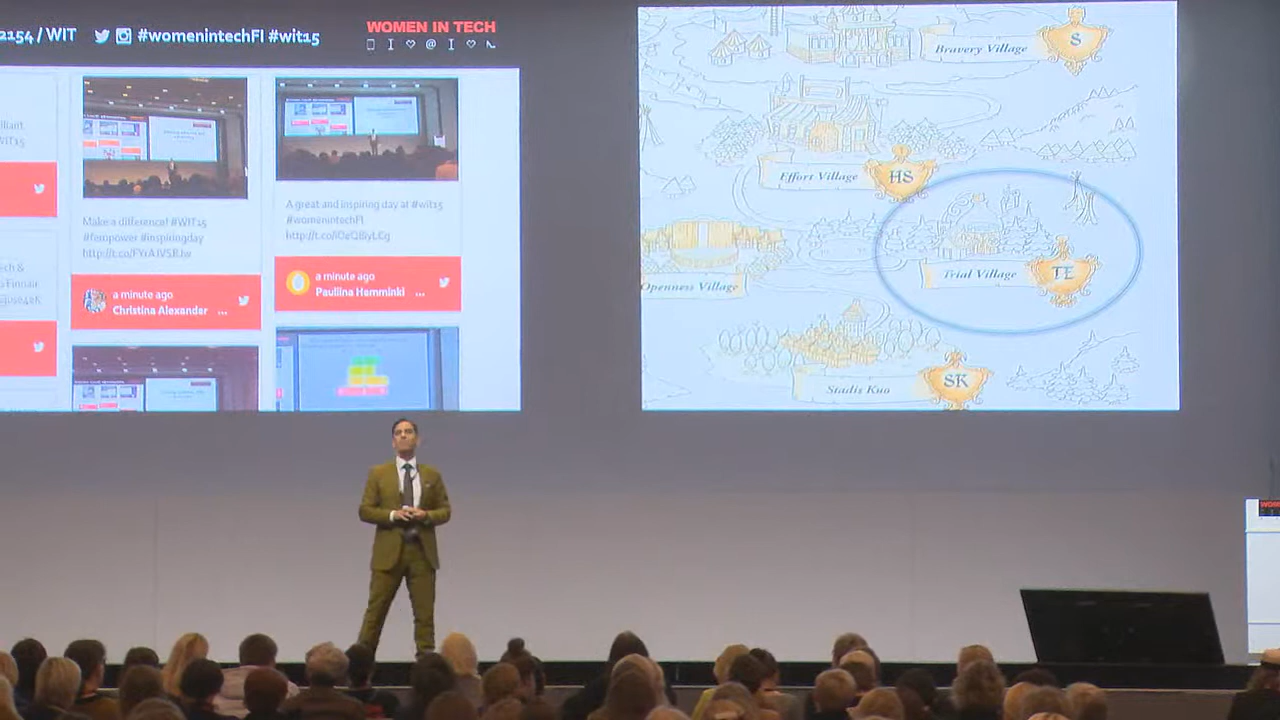 2154 / WIT #womenintechFI #wit15
WOMEN IN TECH
Make a difference! #WIT15
#fempower #inspiringday
a minute ago
Christina Alexander ...
A great and inspiring day at #wit15
#womenintechFI
a minute ago
Pauliina Hemminki ...
Bravery Village
S
Effort Village
HS
Trial Village
TE
Openness Village
Stadis Kuo
SK